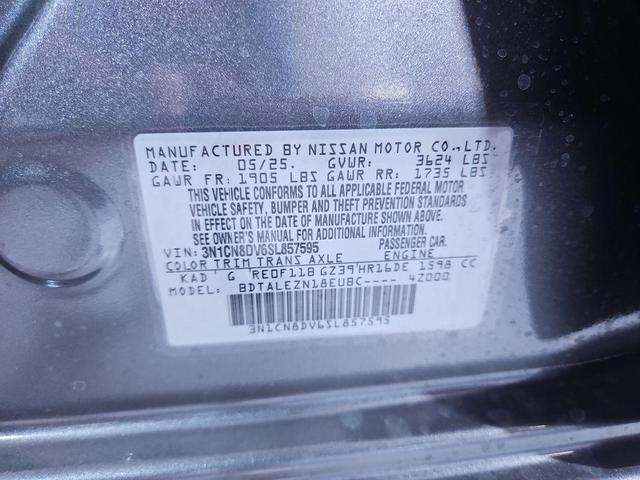 MANUFACTURED BY NISSAN MOTOR CO.,LTD.
DATE: 05/25. GVWR: 3624 LBS
GAWR FR: 1905 LBS GAWR RR: 1735 LBS
THIS VEHICLE CONFORMS TO ALL APPLICABLE FEDERAL MOTOR
VEHICLE SAFETY, BUMPER AND THEFT PREVENTION STANDARDS
IN EFFECT ON THE DATE OF MANUFACTURE SHOWN ABOVE.
SEE OWNER'S MANUAL FOR ADDITIONAL INFORMATION.
VIN: 3N1CN8DV6SL857595 PASSENGER CAR.
COLOR TRIM TRANS AXLE ENGINE
KAD G RE0F11B GZ39 HR16DE 1598 CC
MODEL: BDTALEZN18EUBC---- 4Z000
3N1CN8DV6SL857595